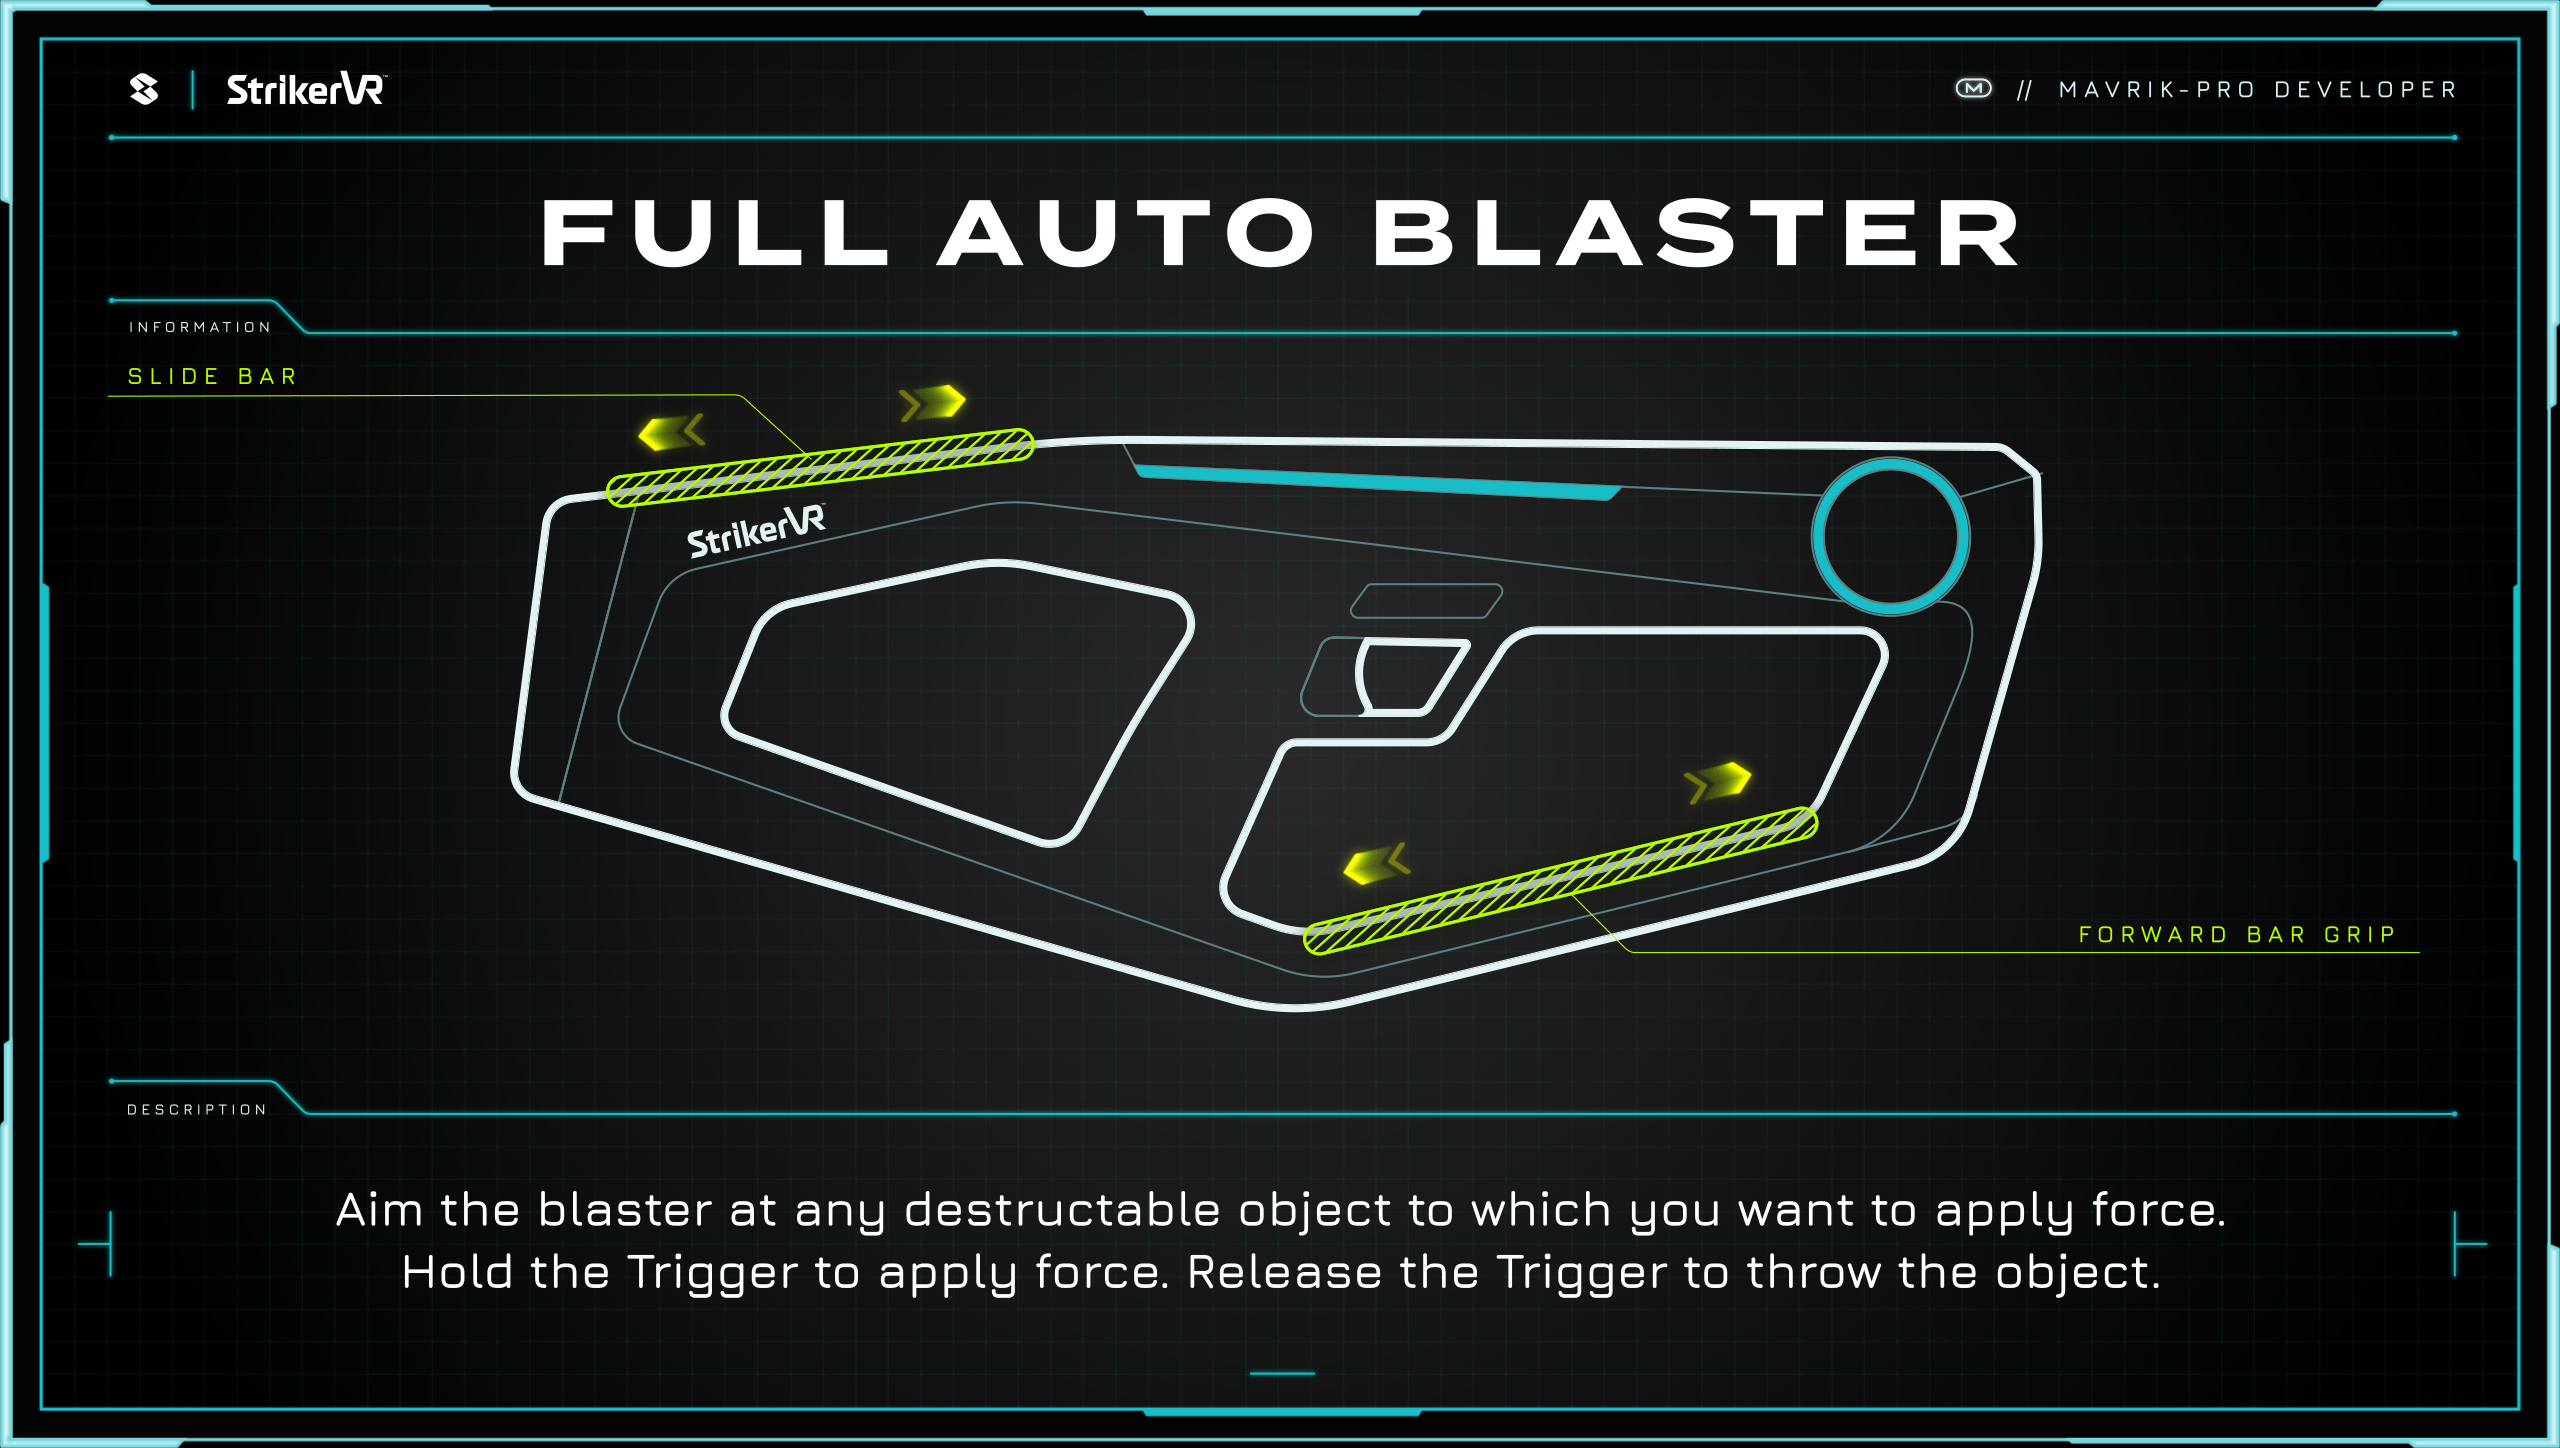 StrikerVR™
M // MAVRIK-PRO DEVELOPER
FULL AUTO BLASTER
INFORMATION
SLIDE BAR
StrikerVR
FORWARD BAR GRIP
DESCRIPTION
Aim the blaster at any destructable object to which you want to apply force.
Hold the Trigger to apply force. Release the Trigger to throw the object.